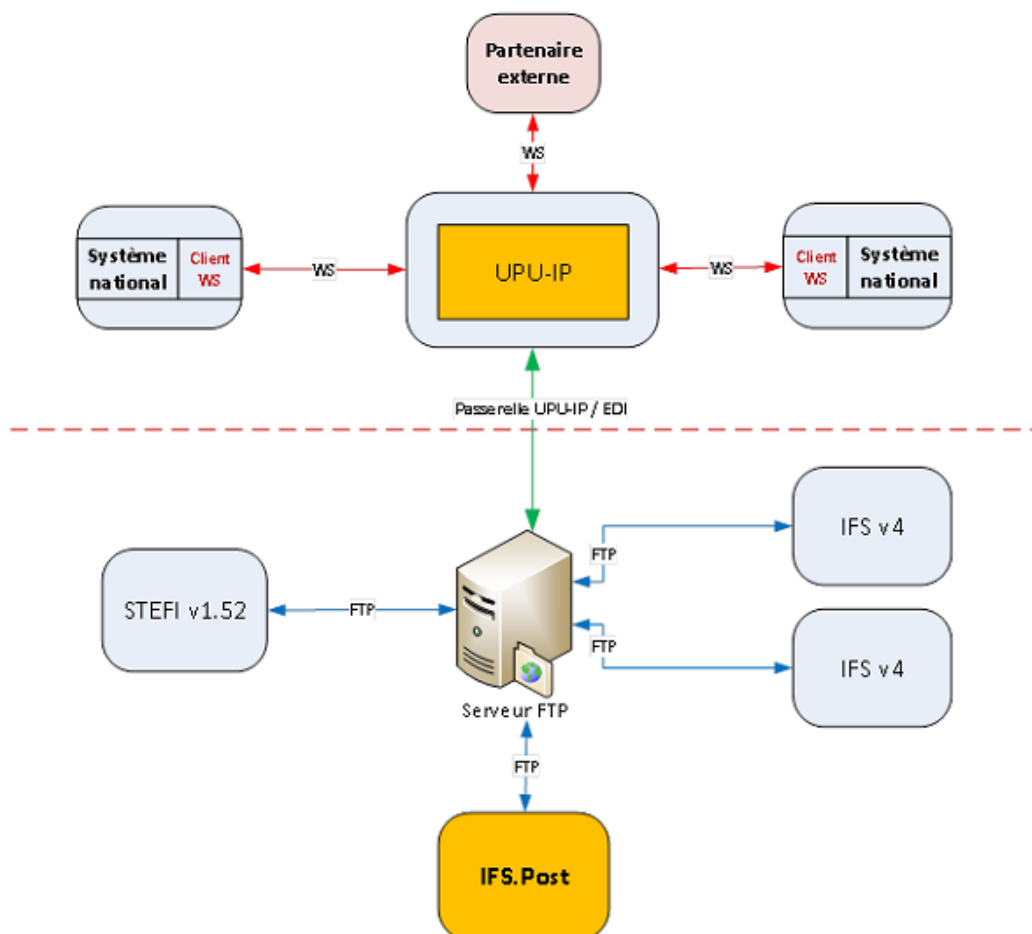 Partenaire
externe
WS
Système
national
Client
WS
WS
UPU-IP
WS
Client
WS
Système
national
Passerelle UPU-IP / EDI
IFS v4
FTP
STEFI v1.52
FTP
FTP
IFS v4
Serveur FTP
FTP
IFS.Post